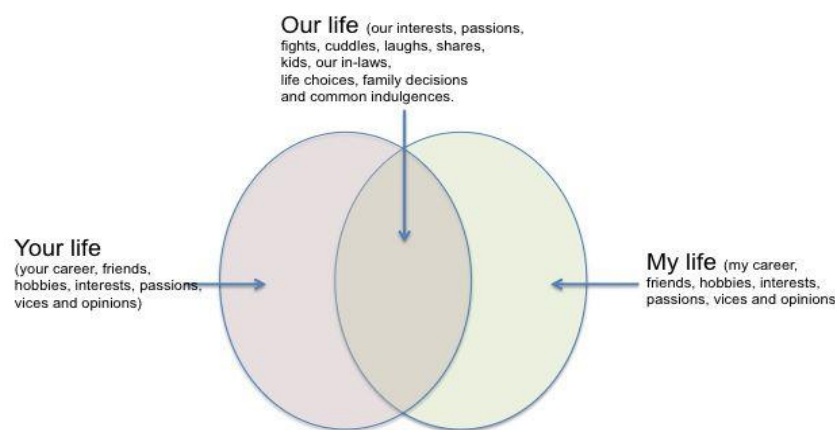 Our life (our interests, passions,
fights, cuddles, laughs, shares,
kids, our in-laws,
life choices, family decisions
and common indulgences.
Your life
(your career, friends,
hobbies, interests, passions,
vices and opinions)
My life (my career,
friends, hobbies, interests,
passions, vices and opinions